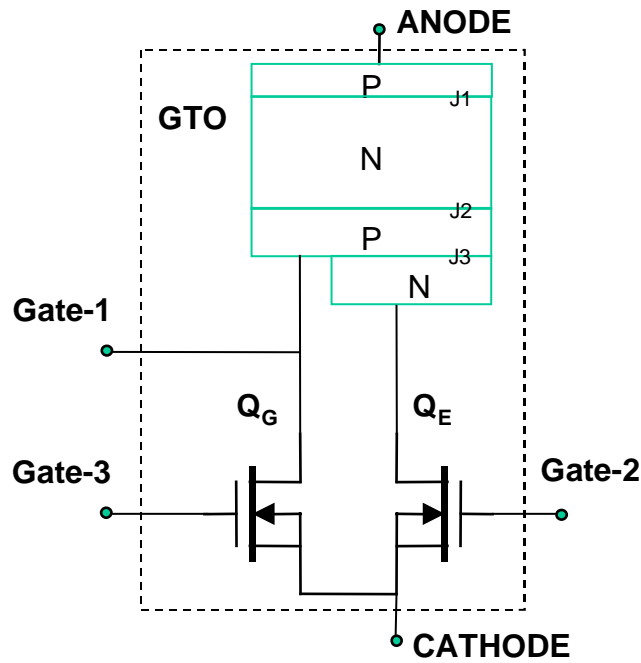 ANODE
P
J1
GTO
N
J2
P
J3
N
Gate-1
QG
QE
Gate-3
Gate-2
CATHODE